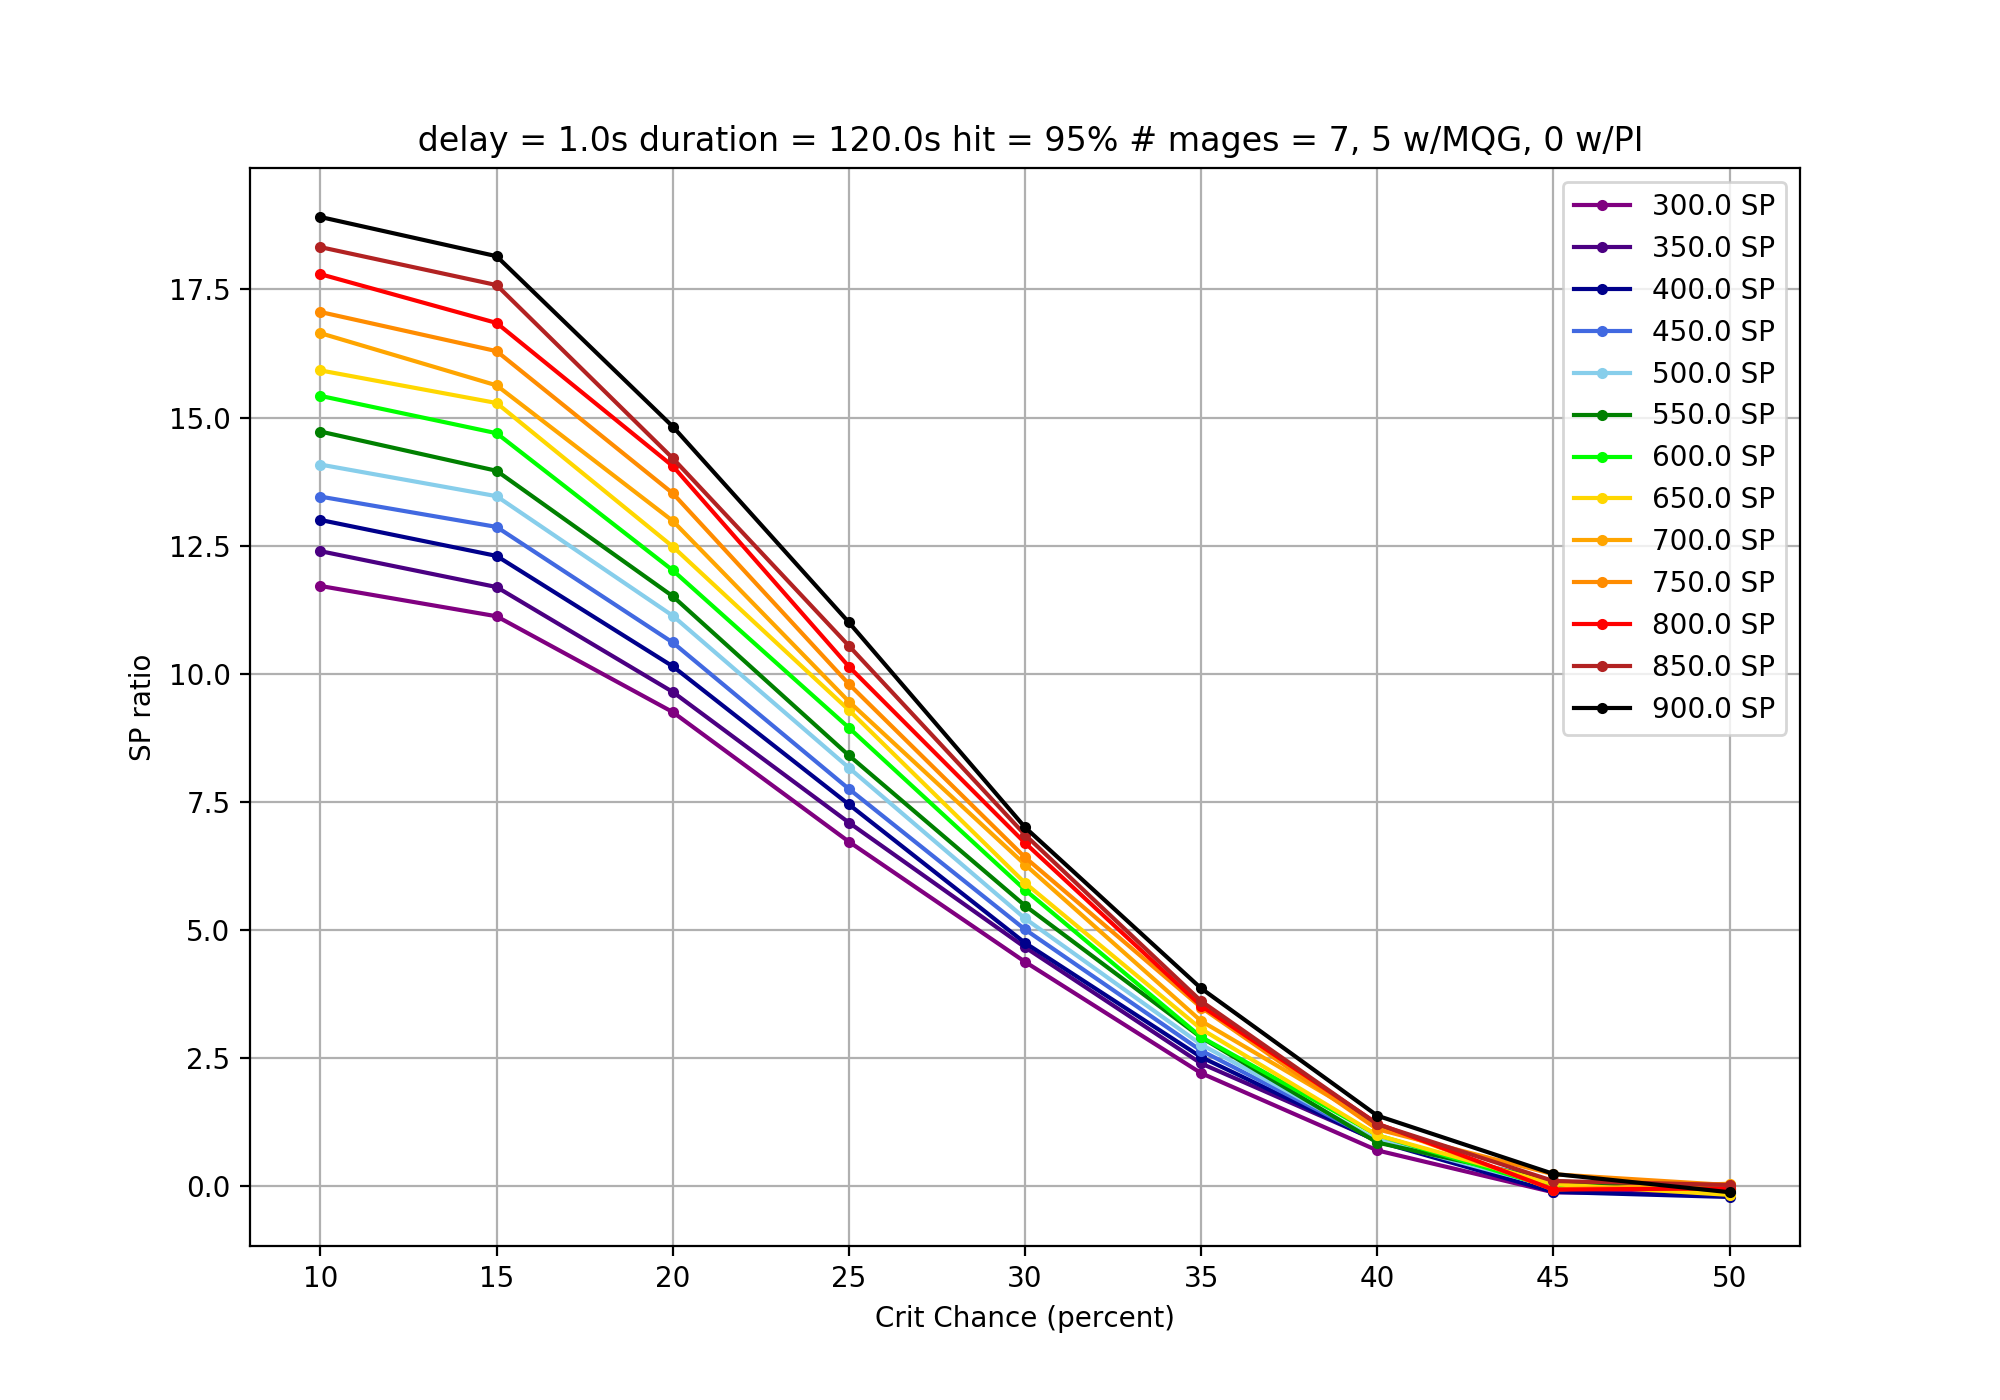 delay = 1.0s duration = 120.0s hit = 95% # mages = 7, 5 w/MQG, 0 w/PI
300.0 SP
350.0 SP
400.0 SP
450.0 SP
500.0 SP
550.0 SP
600.0 SP
650.0 SP
700.0 SP
750.0 SP
800.0 SP
850.0 SP
900.0 SP
17.5
15.0
12.5
10.0
7.5
5.0
2.5
0.0
SP ratio
10 15 20 25 30 35 40 45 50
Crit Chance (percent)